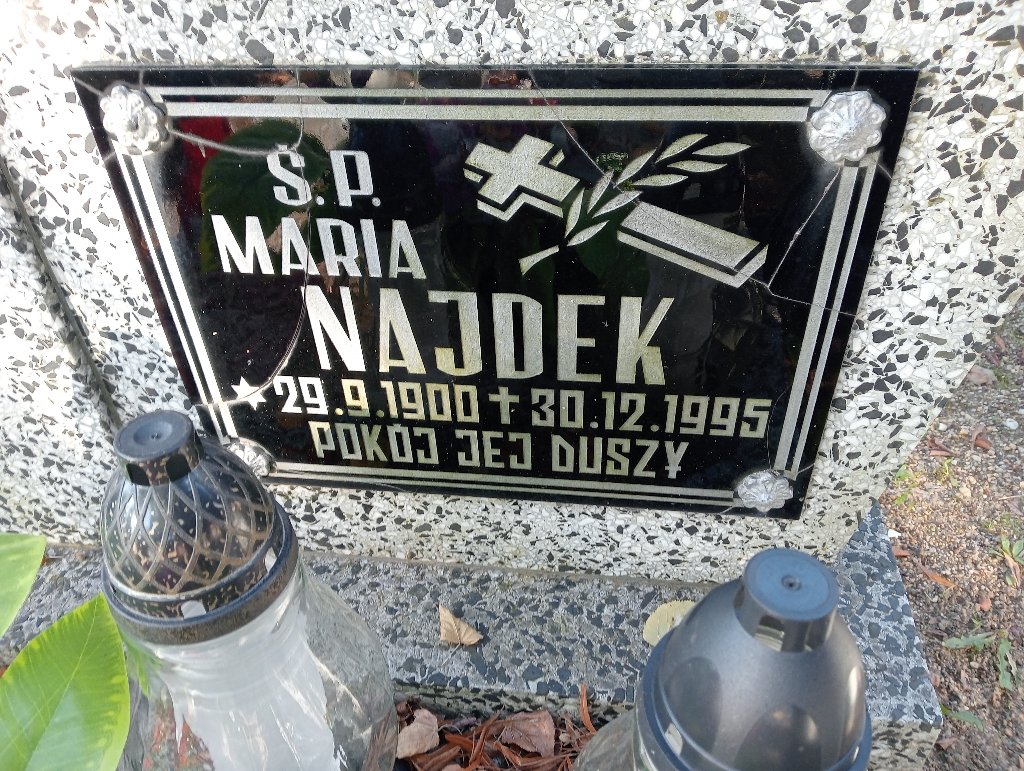 Ś.P.
MARIA
NAJDEK
★29.9.1900 ✝ 30.12.1995
POKÓJ JEJ DUSZY